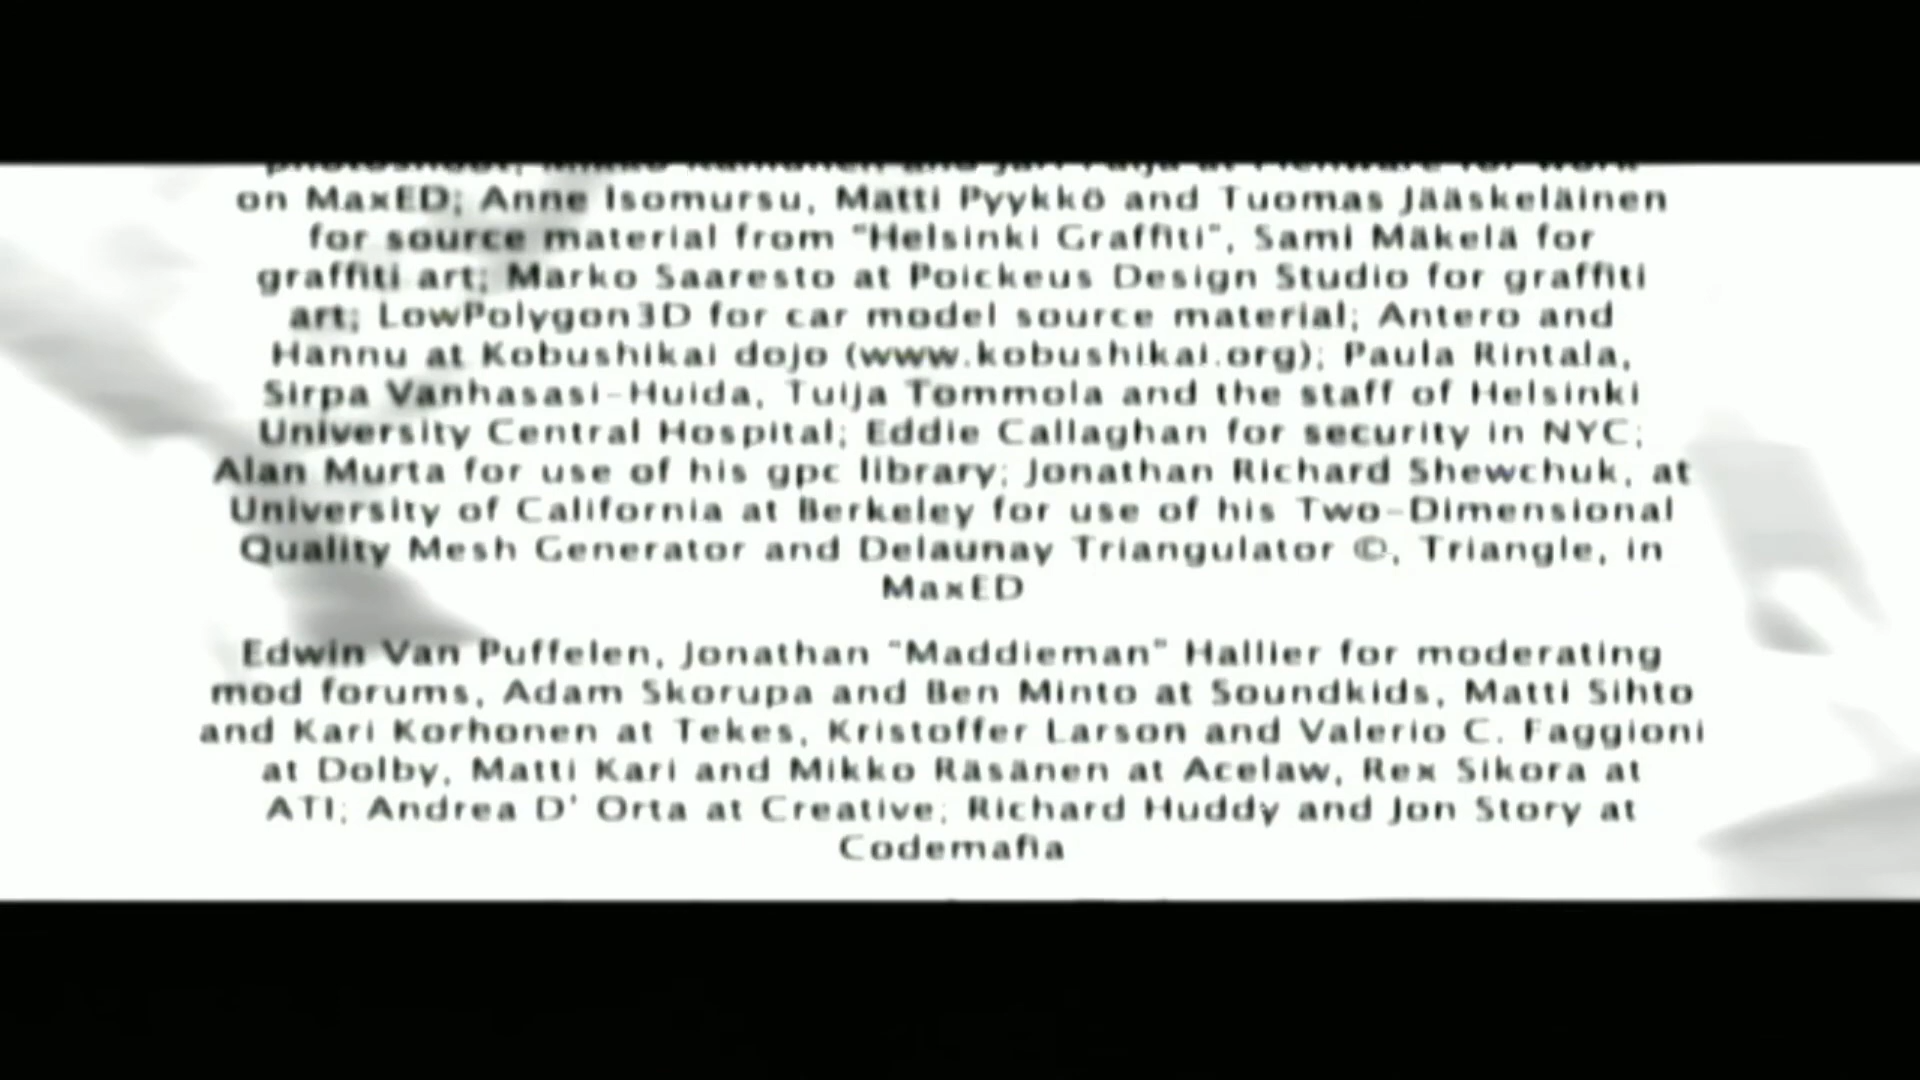 on MaxED; Anne Isomursu, Matti Pyykkö and Tuomas Jääskeläinen
for source material from "Helsinki Graffiti", Sami Mäkelä for
graffiti art; Marko Saaresto at Poickeus Design Studio for graffiti
art; LowPolygon3D for car model source material; Antero and
Hannu at Kobushikai dojo (www.kobushikai.org); Paula Rintala,
Sirpa Vanhasasi-Huida, Tuija Tommola and the staff of Helsinki
University Central Hospital; Eddie Callaghan for security in NYC;
Alan Murta for use of his gpc library; Jonathan Richard Shewchuk, at
University of California at Berkeley for use of his Two-Dimensional
Quality Mesh Generator and Delaunay Triangulator ©, Triangle, in
MaxED
Edwin Van Puffelen, Jonathan "Maddieman" Hallier for moderating
mod forums, Adam Skorupa and Ben Minto at Soundkids, Matti Sihto
and Kari Korhonen at Tekes, Kristoffer Larson and Valerio C. Faggioni
at Dolby, Matti Kari and Mikko Räsänen at Acelaw, Rex Sikora at
ATI; Andrea D' Orta at Creative; Richard Huddy and Jon Story at
Codemafia